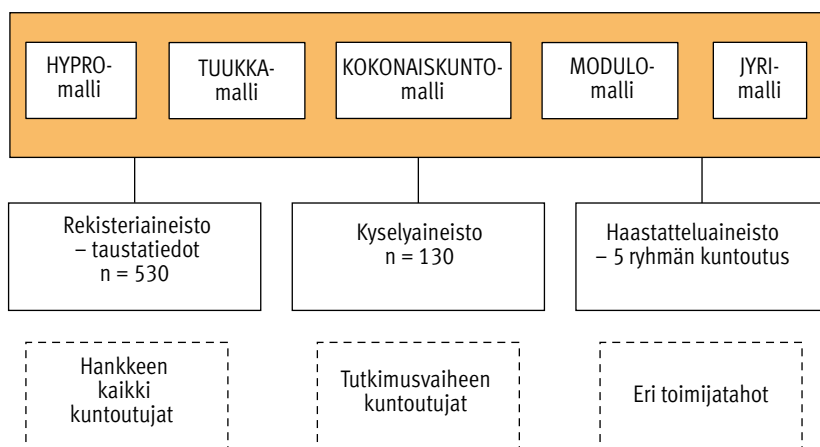 HYPRO-
malli
TUUKKA-
malli
KOKONAISKUNTO-
malli
MODULO-
malli
JYRI-
malli
Rekisteriaineisto
– taustatiedot
n = 530
Kyselyaineisto
n = 130
Haastatteluaineisto
– 5 ryhmän kuntoutus
Hankkeen
kaikki
kuntoutujat
Tutkimusvaiheen
kuntoutujat
Eri toimijatahot